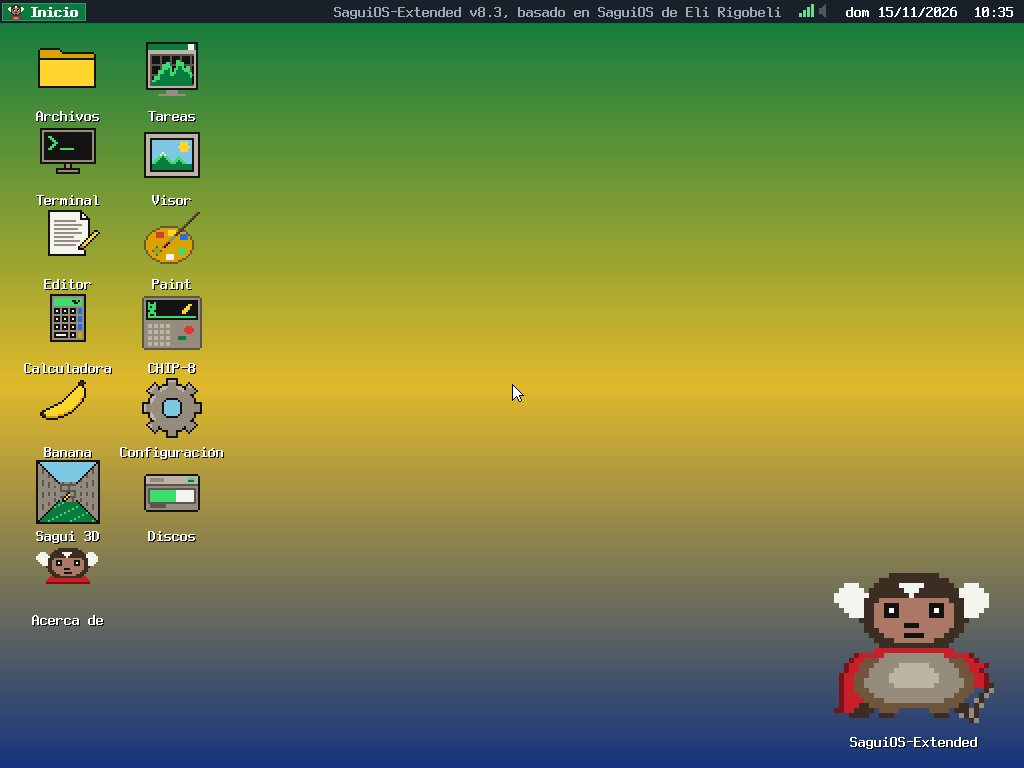 Inicio
SaguiOS-Extended v8.3, basado en SaguiOS de Eli Rigobeli
dom 15/11/2026 10:35
Archivos
Tareas
Terminal
Visor
Editor
Paint
Calculadora
CHIP-8
Banana
Configuración
Sagui 3D
Discos
Acerca de
SaguiOS-Extended